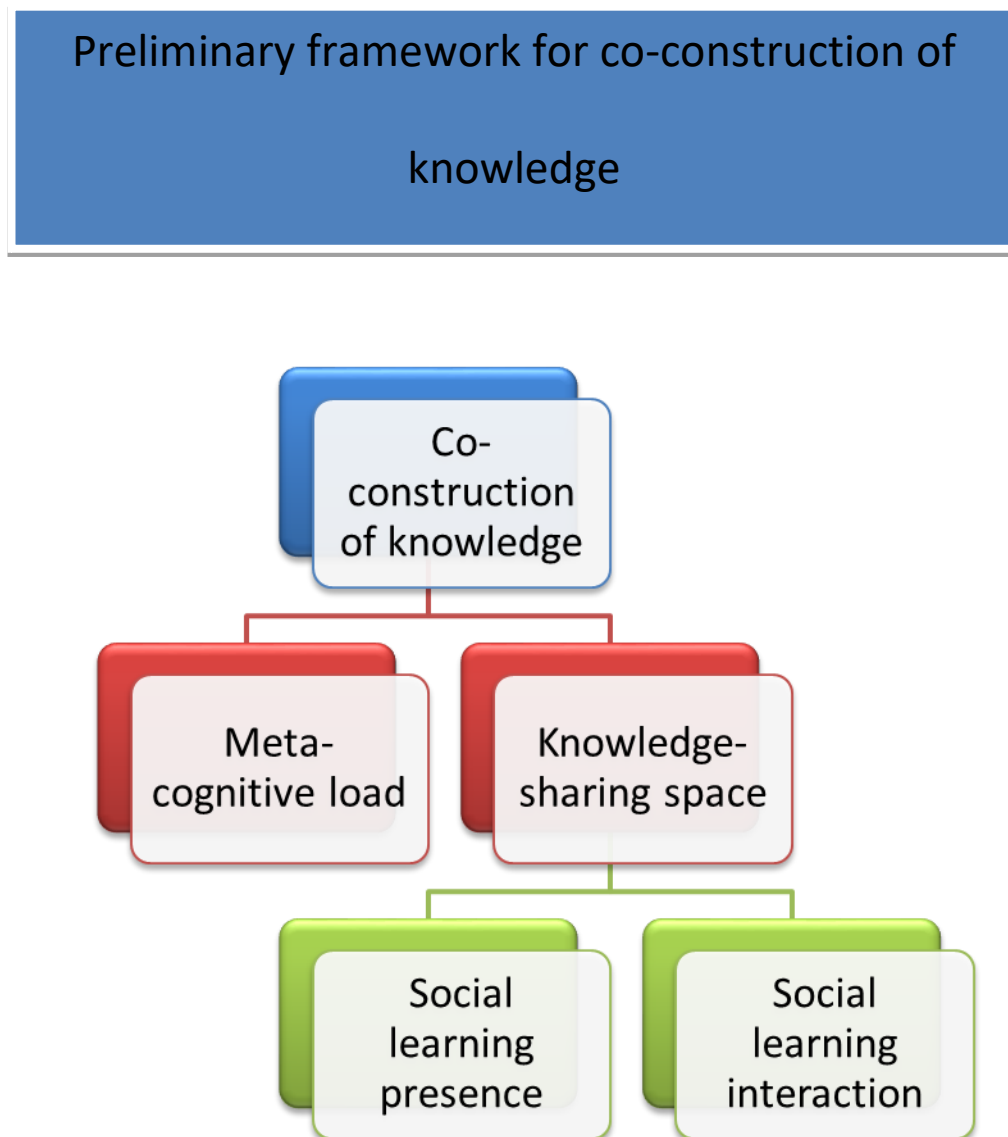 Preliminary framework for co-construction of
knowledge
Co-
construction
of knowledge
Meta-
cognitive load
Knowledge-
sharing space
Social
learning
presence
Social
learning
interaction